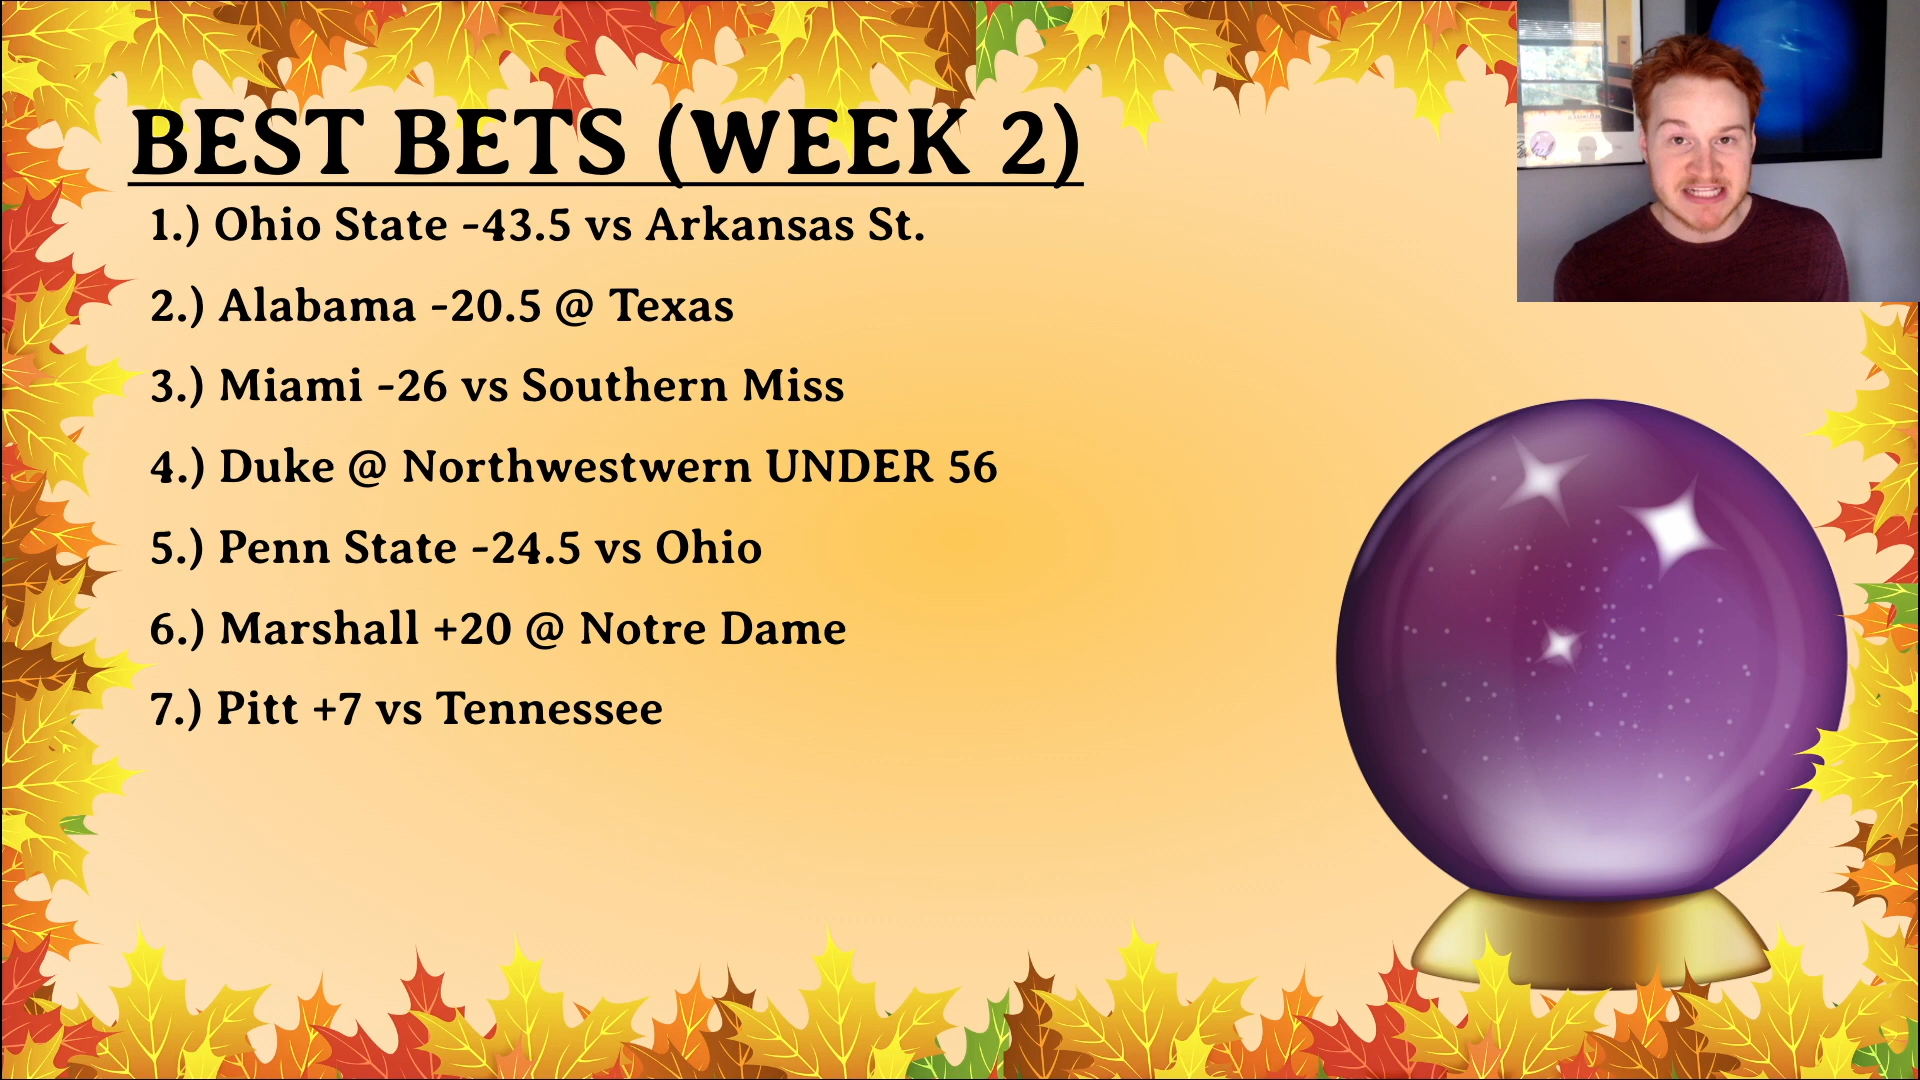 BEST BETS (WEEK 2)
1.) Ohio State -43.5 vs Arkansas St.
2.) Alabama -20.5 @ Texas
3.) Miami -26 vs Southern Miss
4.) Duke @ Northwestwern UNDER 56
5.) Penn State -24.5 vs Ohio
6.) Marshall +20 @ Notre Dame
7.) Pitt +7 vs Tennessee